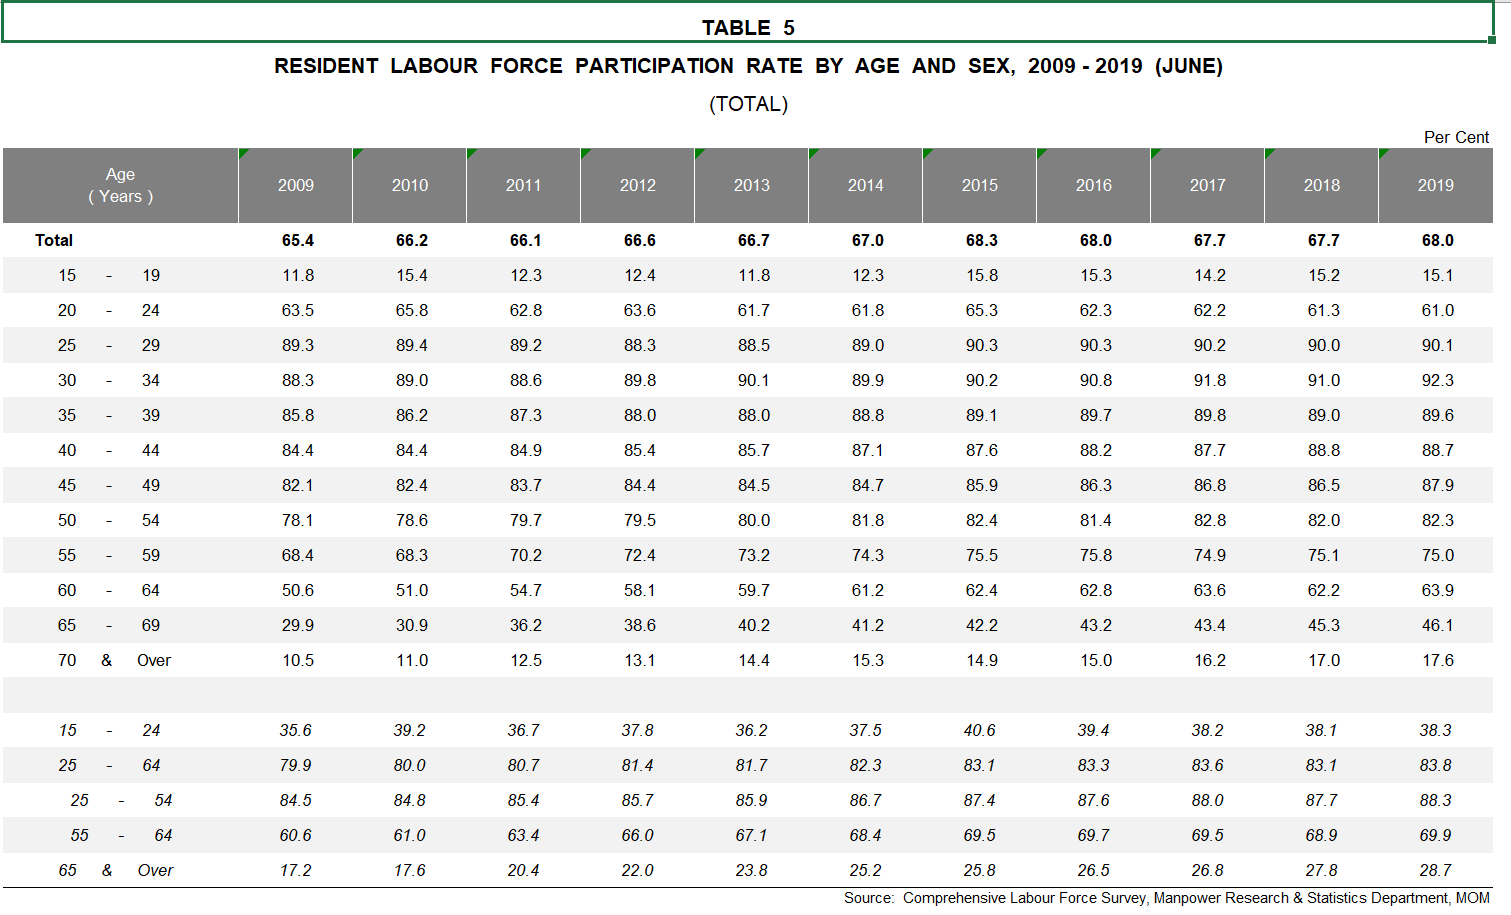 TABLE 5
RESIDENT LABOUR FORCE PARTICIPATION RATE BY AGE AND SEX, 2009 - 2019 (JUNE)
(TOTAL)
Per Cent
Age ( Years ) 2009 2010 2011 2012 2013 2014 2015 2016 2017 2018 2019
Total 65.4 66.2 66.1 66.6 66.7 67.0 68.3 68.0 67.7 67.7 68.0
15 - 19 11.8 15.4 12.3 12.4 11.8 12.3 15.8 15.3 14.2 15.2 15.1
20 - 24 63.5 65.8 62.8 63.6 61.7 61.8 65.3 62.3 62.2 61.3 61.0
25 - 29 89.3 89.4 89.2 88.3 88.5 89.0 90.3 90.3 90.2 90.0 90.1
30 - 34 88.3 89.0 88.6 89.8 90.1 89.9 90.2 90.8 91.8 91.0 92.3
35 - 39 85.8 86.2 87.3 88.0 88.0 88.8 89.1 89.7 89.8 89.0 89.6
40 - 44 84.4 84.4 84.9 85.4 85.7 87.1 87.6 88.2 87.7 88.8 88.7
45 - 49 82.1 82.4 83.7 84.4 84.5 84.7 85.9 86.3 86.8 86.5 87.9
50 - 54 78.1 78.6 79.7 79.5 80.0 81.8 82.4 81.4 82.8 82.0 82.3
55 - 59 68.4 68.3 70.2 72.4 73.2 74.3 75.5 75.8 74.9 75.1 75.0
60 - 64 50.6 51.0 54.7 58.1 59.7 61.2 62.4 62.8 63.6 62.2 63.9
65 - 69 29.9 30.9 36.2 38.6 40.2 41.2 42.2 43.2 43.4 45.3 46.1
70 & Over 10.5 11.0 12.5 13.1 14.4 15.3 14.9 15.0 16.2 17.0 17.6
15 - 24 35.6 39.2 36.7 37.8 36.2 37.5 40.6 39.4 38.2 38.1 38.3
25 - 64 79.9 80.0 80.7 81.4 81.7 82.3 83.1 83.3 83.6 83.1 83.8
25 - 54 84.5 84.8 85.4 85.7 85.9 86.7 87.4 87.6 88.0 87.7 88.3
55 - 64 60.6 61.0 63.4 66.0 67.1 68.4 69.5 69.7 69.5 68.9 69.9
65 & Over 17.2 17.6 20.4 22.0 23.8 25.2 25.8 26.5 26.8 27.8 28.7
Source: Comprehensive Labour Force Survey, Manpower Research & Statistics Department, MOM